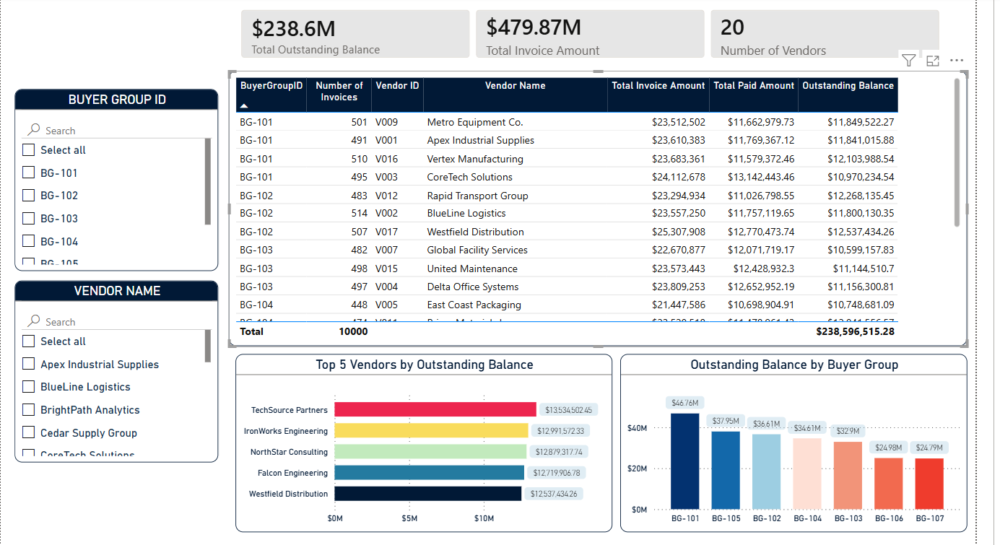 $238.6M
Total Outstanding Balance
$479.87M
Total Invoice Amount
20
Number of Vendors
BUYER GROUP ID
Search
Select all
BG-101
BG-102
BG-103
BG-104
BG-105
VENDOR NAME
Search
Select all
Apex Industrial Supplies
BlueLine Logistics
BrightPath Analytics
Cedar Supply Group
CoreTech Solutions
BuyerGroupID Number of Invoices Vendor ID Vendor Name Total Invoice Amount Total Paid Amount Outstanding Balance
BG-101 501 V009 Metro Equipment Co. $23,512,502 $11,662,979.73 $11,849,522.27
BG-101 491 V001 Apex Industrial Supplies $23,610,383 $11,769,367.12 $11,841,015.88
BG-101 510 V016 Vertex Manufacturing $23,683,361 $11,579,372.46 $12,103,988.54
BG-101 495 V003 CoreTech Solutions $24,112,678 $13,142,443.46 $10,970,234.54
BG-102 483 V012 Rapid Transport Group $23,294,934 $11,026,798.55 $12,268,135.45
BG-102 514 V002 BlueLine Logistics $23,557,250 $11,757,119.65 $11,800,130.35
BG-102 507 V017 Westfield Distribution $25,307,908 $12,770,473.74 $12,537,434.26
BG-103 482 V007 Global Facility Services $22,670,877 $12,071,719.17 $10,599,157.83
BG-103 498 V015 United Maintenance $23,573,443 $12,428,932.3 $11,144,510.7
BG-103 497 V004 Delta Office Systems $23,809,253 $12,652,952.19 $11,156,300.81
BG-104 448 V005 East Coast Packaging $21,447,586 $10,698,904.91 $10,748,681.09
BG-104
Total 10000 $238,596,515.28
Top 5 Vendors by Outstanding Balance
TechSource Partners $13,534,502.45
IronWorks Engineering $12,991,572.33
NorthStar Consulting $12,879,317.74
Falcon Engineering $12,719,906.78
Westfield Distribution $12,537,434.26
$0M $5M $10M
Outstanding Balance by Buyer Group
$46.76M $37.95M $36.61M $34.61M $32.9M $24.98M $24.79M
$40M
$20M
$0M
BG-101 BG-105 BG-102 BG-104 BG-103 BG-106 BG-107